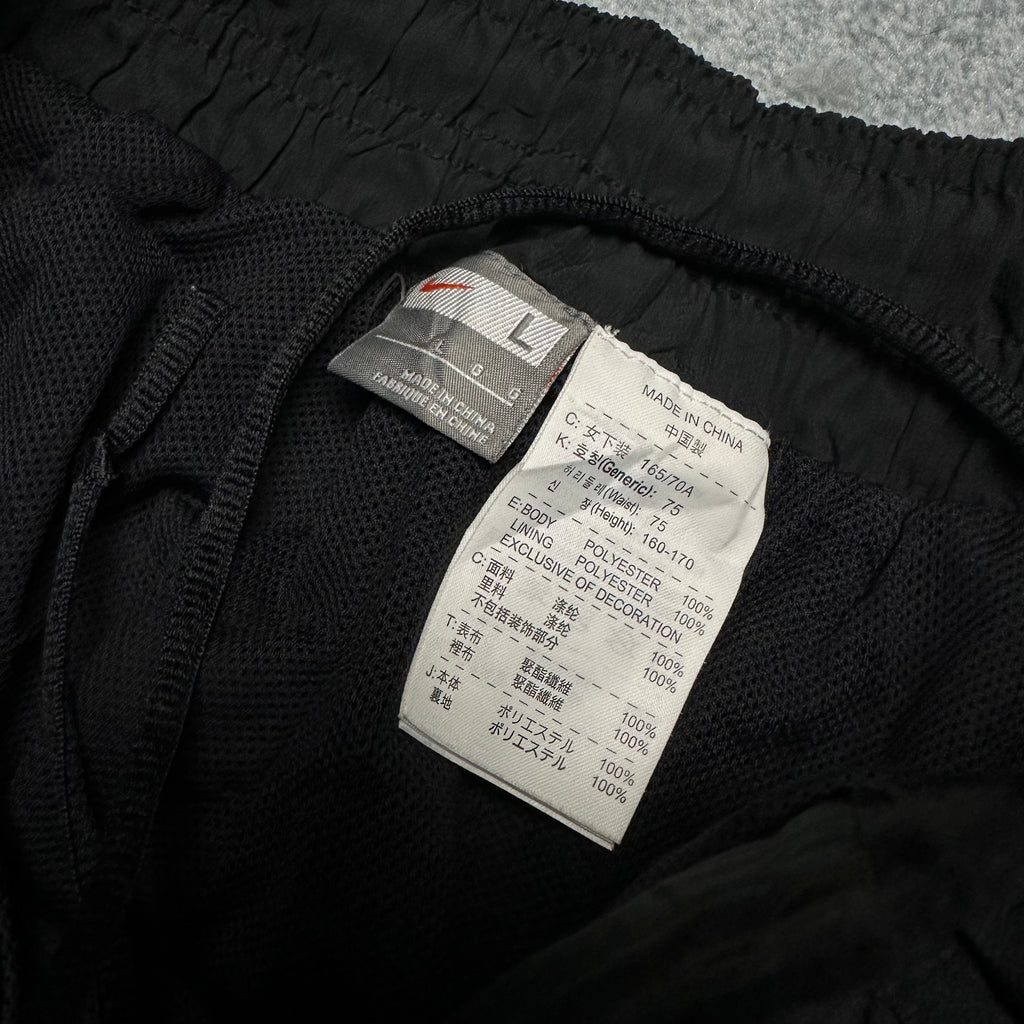 L
L
G
G
MADE IN CHINA
FABRIQUE EN CHINE
MADE IN CHINA
中国製
C: 女下装 165/70A
K: 호칭(Generic): 75
허리둘레(Waist): 75
신 장(Height): 160-170
E:BODY POLYESTER 100%
LINING POLYESTER 100%
EXCLUSIVE OF DECORATION
C:面料 涤纶 100%
里料 涤纶 100%
不包括装饰部分
T:表布 聚酯纖維 100%
裡布 聚酯纖維 100%
J:本体 ポリエステル 100%
裏地 ポリエステル 100%